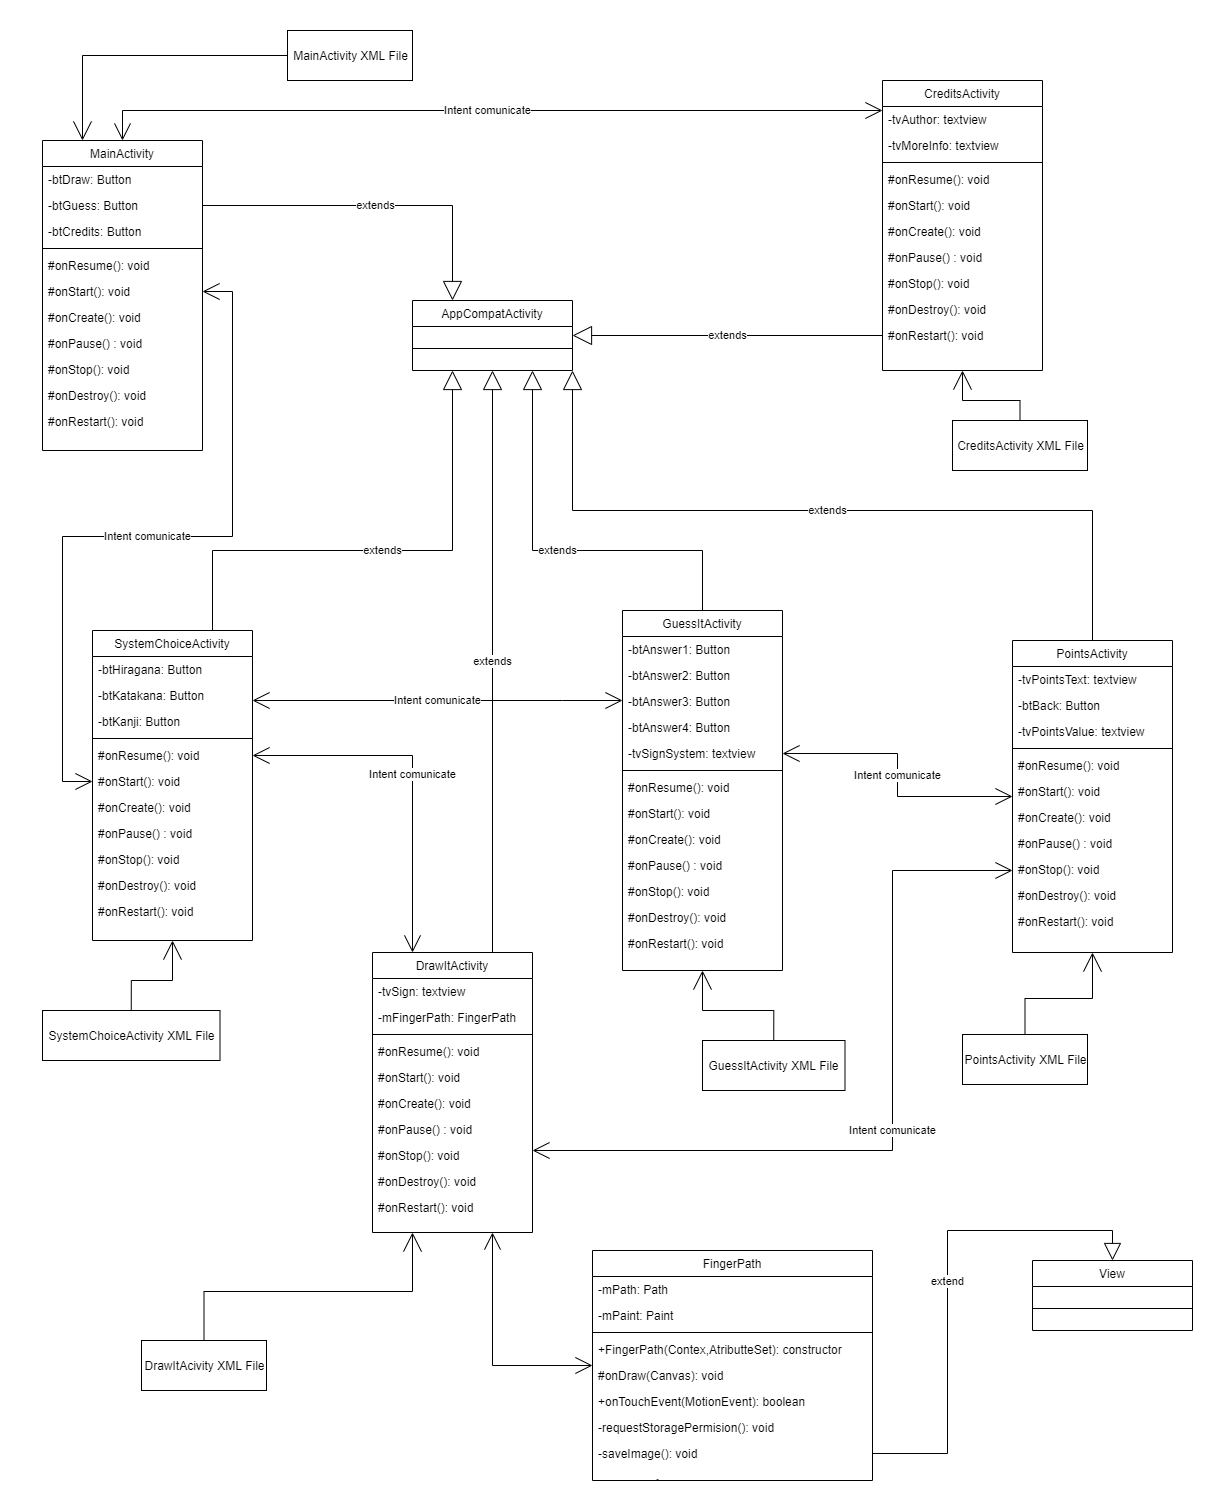 MainActivity XML File
Intent comunicate
CreditsActivity
-tvAuthor: textview
-tvMoreInfo: textview
#onResume(): void
#onStart(): void
#onCreate(): void
#onPause() : void
#onStop(): void
#onDestroy(): void
#onRestart(): void
CreditsActivity XML File
MainActivity
-btDraw: Button
-btGuess: Button
-btCredits: Button
#onResume(): void
#onStart(): void
#onCreate(): void
#onPause() : void
#onStop(): void
#onDestroy(): void
#onRestart(): void
extends
AppCompatActivity
extends
Intent comunicate
extends
extends
extends
extends
SystemChoiceActivity
-btHiragana: Button
-btKatakana: Button
-btKanji: Button
#onResume(): void
#onStart(): void
#onCreate(): void
#onPause() : void
#onStop(): void
#onDestroy(): void
#onRestart(): void
SystemChoiceActivity XML File
Intent comunicate
Intent comunicate
GuessItActivity
-btAnswer1: Button
-btAnswer2: Button
-btAnswer3: Button
-btAnswer4: Button
-tvSignSystem: textview
#onResume(): void
#onStart(): void
#onCreate(): void
#onPause() : void
#onStop(): void
#onDestroy(): void
#onRestart(): void
GuessItActivity XML File
Intent comunicate
PointsActivity
-tvPointsText: textview
-btBack: Button
-tvPointsValue: textview
#onResume(): void
#onStart(): void
#onCreate(): void
#onPause() : void
#onStop(): void
#onDestroy(): void
#onRestart(): void
PointsActivity XML File
DrawItActivity
-tvSign: textview
-mFingerPath: FingerPath
#onResume(): void
#onStart(): void
#onCreate(): void
#onPause() : void
#onStop(): void
#onDestroy(): void
#onRestart(): void
Intent comunicate
DrawItAcivity XML File
FingerPath
-mPath: Path
-mPaint: Paint
+FingerPath(Contex,AtributteSet): constructor
#onDraw(Canvas): void
+onTouchEvent(MotionEvent): boolean
-requestStoragePermision(): void
-saveImage(): void
extend
View